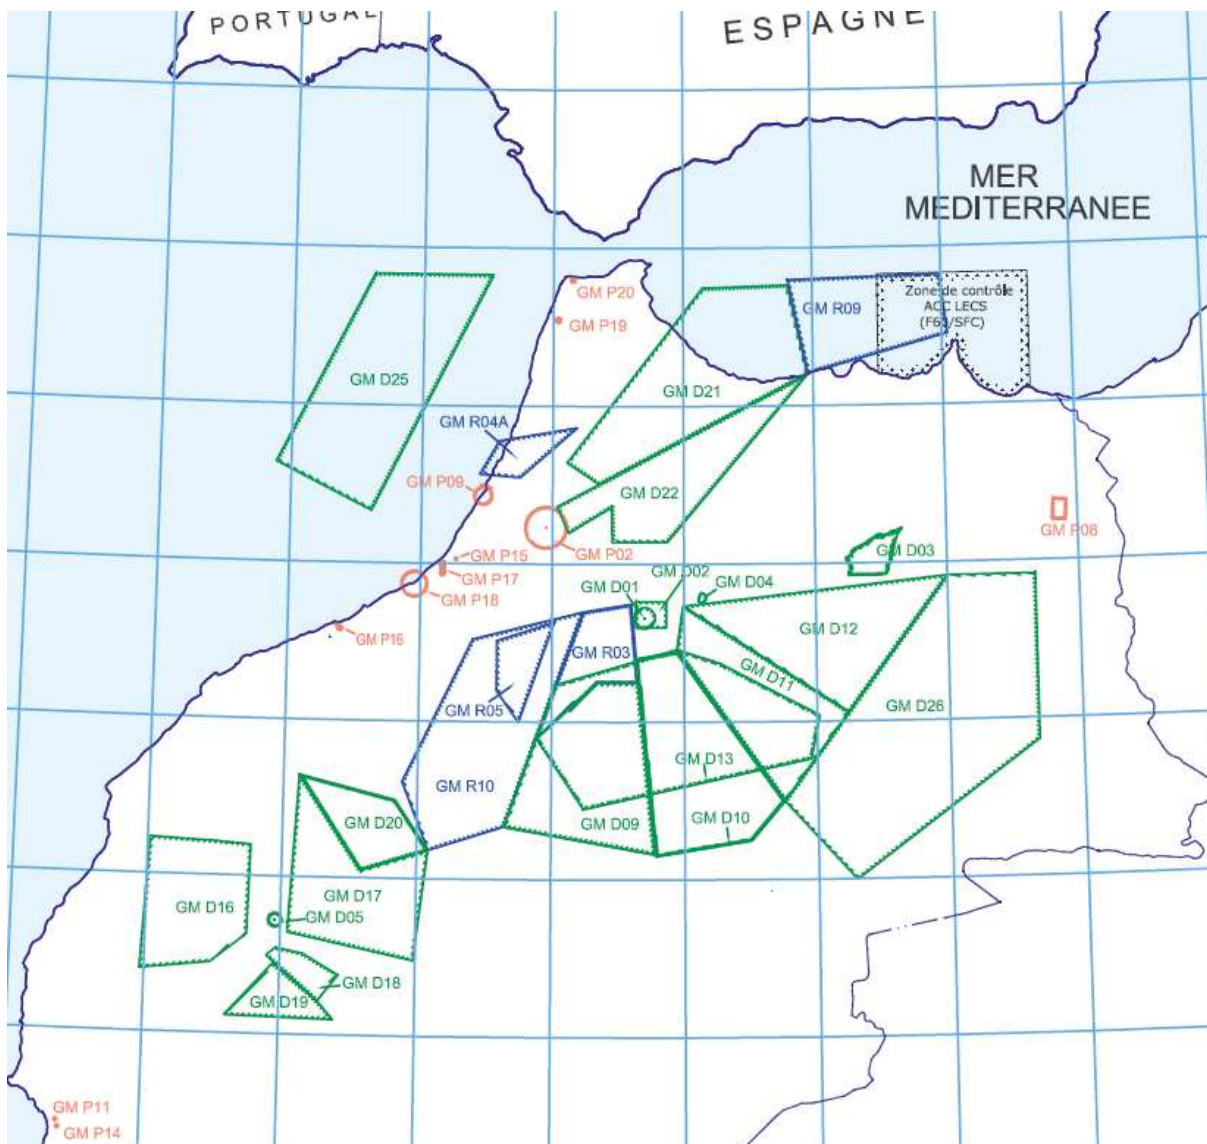 PORTUGAL
ESPAGNE
MER
MEDITERRANEE
GM P20
Zone de contrôle
ACC LECS
GM R09
GM P19
GM D25
GM D21
GM R04A
GM P09
GM D22
GM P08
GM P15
GM P02
GM D03
GM P17
GM D02
GM D01
GM D04
GM P18
GM P16
GM D12
GM R03
GM D11
GM R05
GM D26
GM D13
GM R10
GM D20
GM D09
GM D10
GM D17
GM D16
GM D05
GM D18
GM D19
GM P11
GM P14